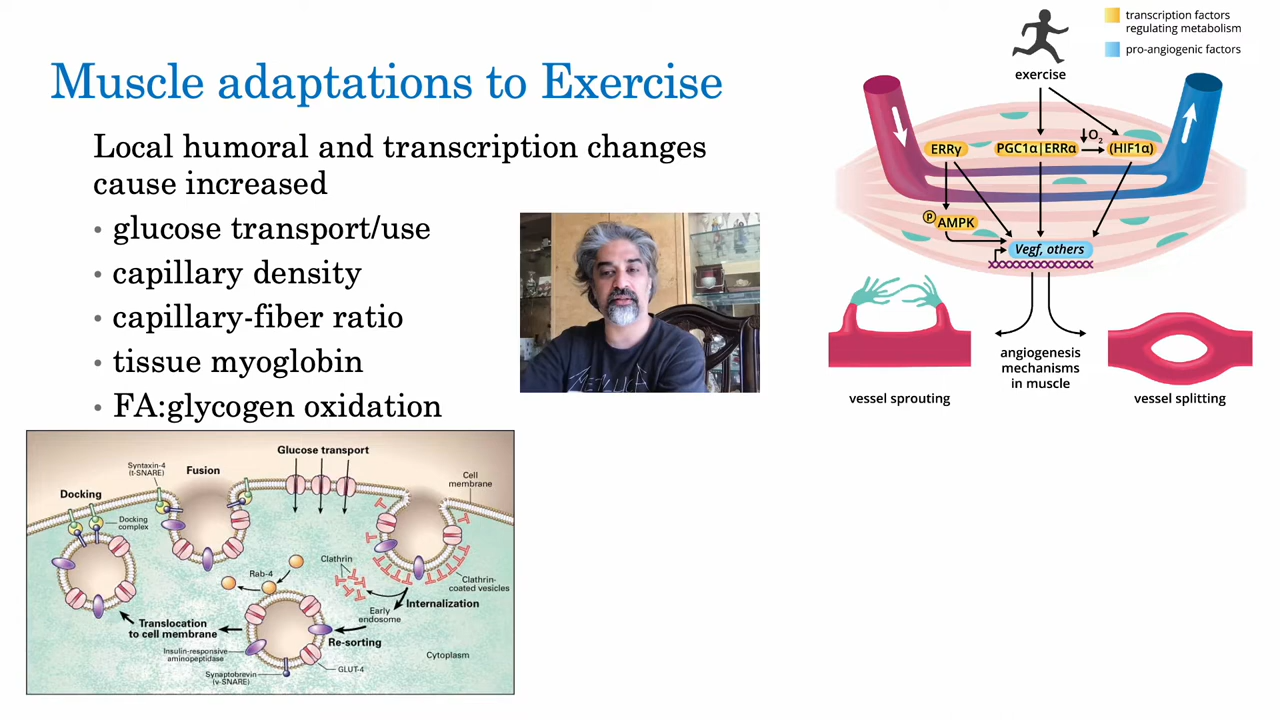 Muscle adaptations to Exercise
Local humoral and transcription changes
cause increased
• glucose transport/use
• capillary density
• capillary-fiber ratio
• tissue myoglobin
• FA:glycogen oxidation
transcription factors
regulating metabolism
pro-angiogenic factors
exercise
ERRγ
PGC1α|ERRα
↓O2
(HIF1α)
P
AMPK
Vegf, others
angiogenesis
mechanisms
in muscle
vessel sprouting
vessel splitting
METALLICA
Glucose transport
Syntaxin-4
(t-SNARE)
Fusion
Cell
membrane
Docking
Docking
complex
Clathrin
Rab-4
Clathrin-
coated vesicles
Internalization
Early
endosome
Translocation
to cell membrane
Re-sorting
Insulin-responsive
aminopeptidase
GLUT-4
Cytoplasm
Synaptobrevin
(v-SNARE)